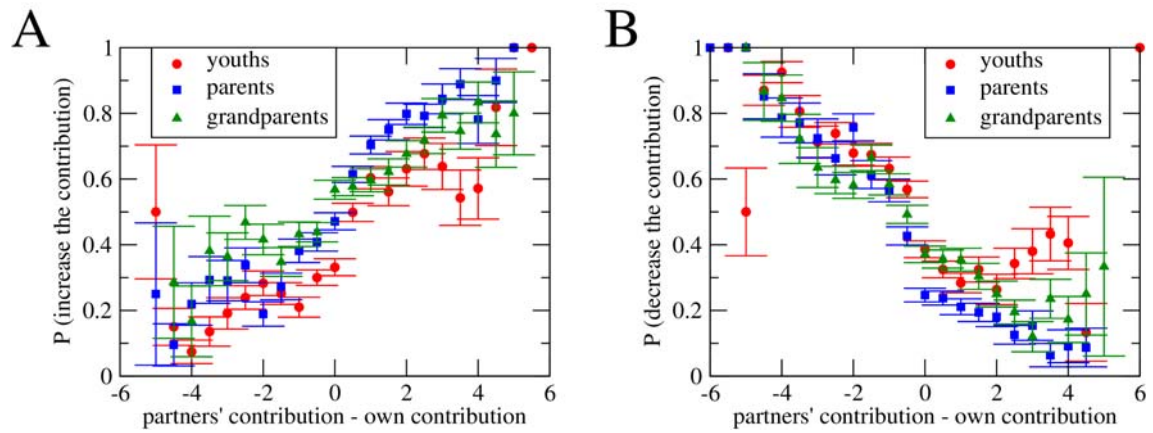 A
B
P (increase the contribution)
1
0.8
0.6
0.4
0.2
0
youths
parents
grandparents
-6
-4
-2
0
2
4
6
partners' contribution - own contribution
P (decrease the contribution)
1
0.8
0.6
0.4
0.2
0
youths
parents
grandparents
-6
-4
-2
0
2
4
6
partners' contribution - own contribution